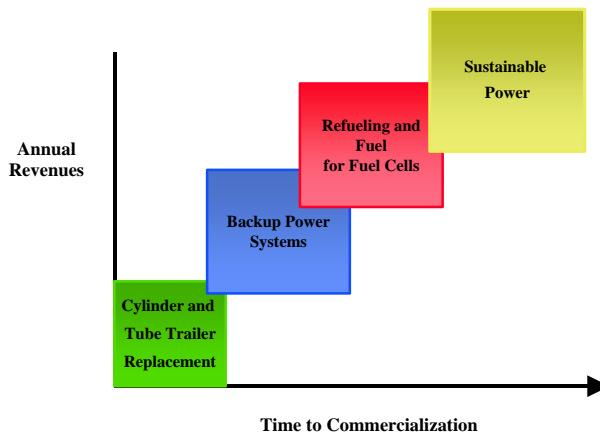 Sustainable
Power
Refueling and
Fuel
for Fuel Cells
Annual
Revenues
Backup Power
Systems
Cylinder and
Tube Trailer
Replacement
Time to Commercialization